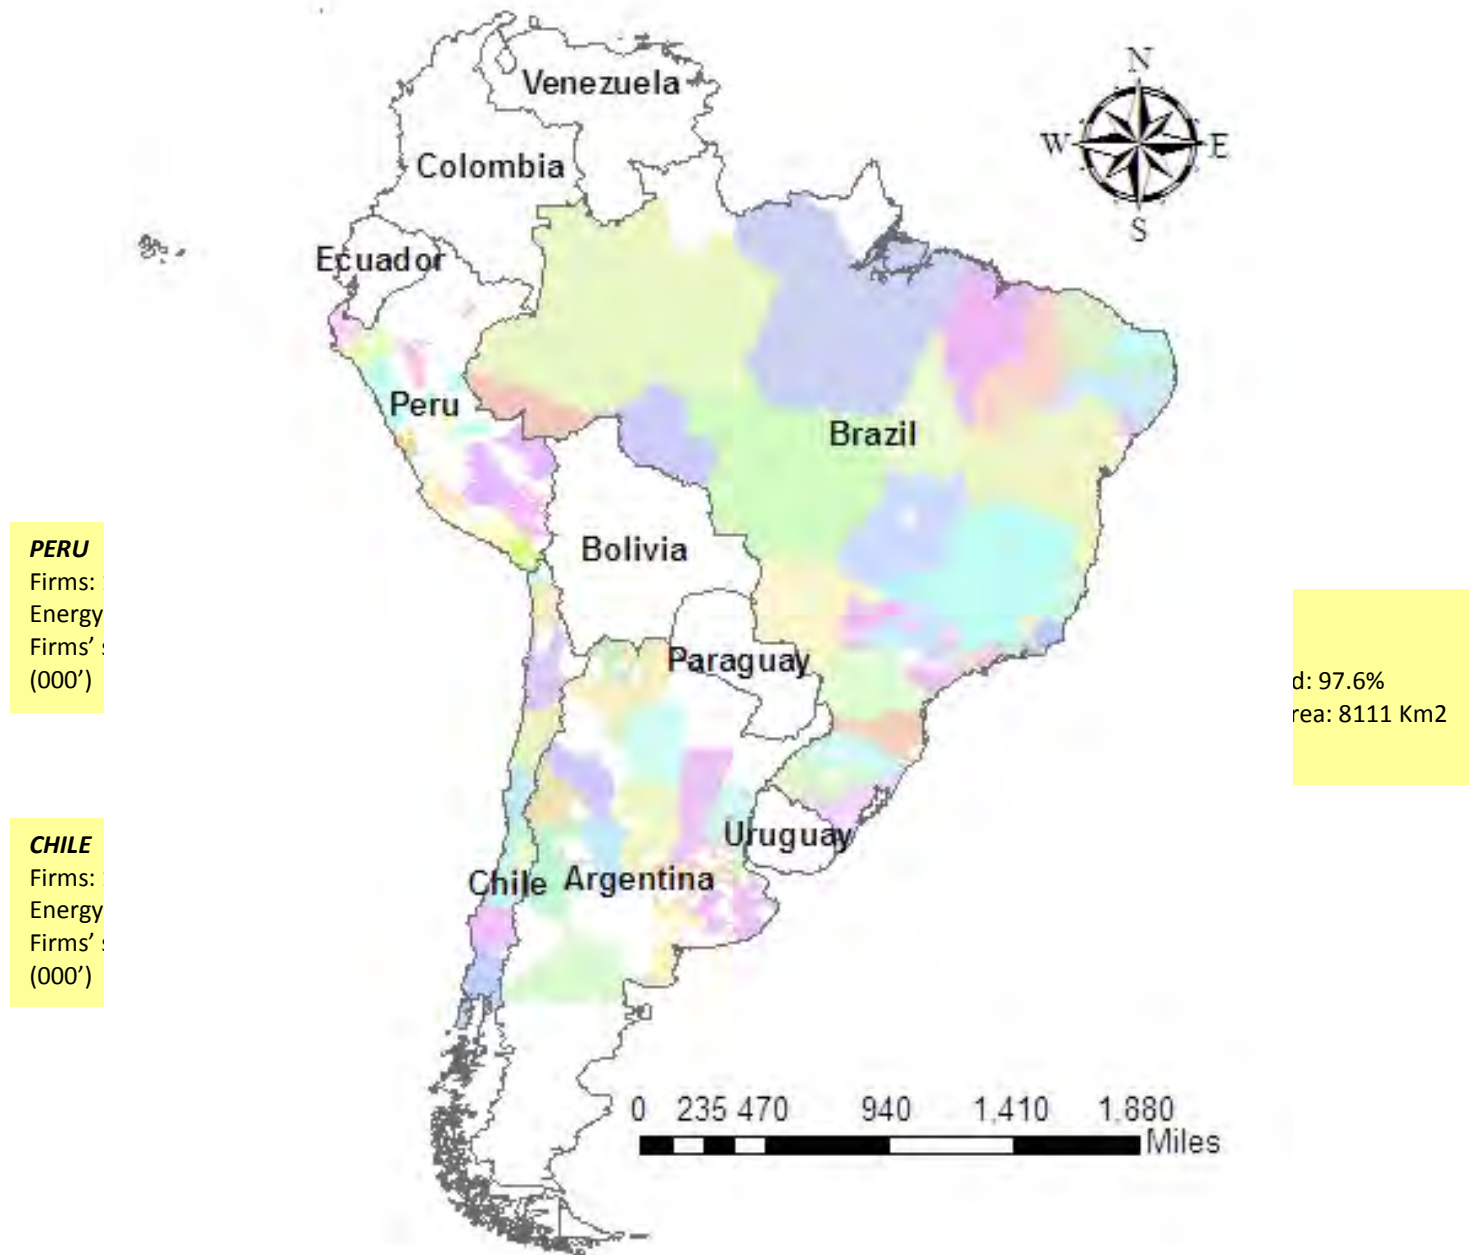 Venezuela
N
W
E
S
Colombia
Ecuador
Peru
Brazil
Bolivia
Paraguay
Uruguay
Chile
Argentina
PERU
Firms:
Energy
Firms’
(000’)
CHILE
Firms:
Energy
Firms’
(000’)
97.6%
8111 Km2
0 235 470 940 1,410 1,880
Miles